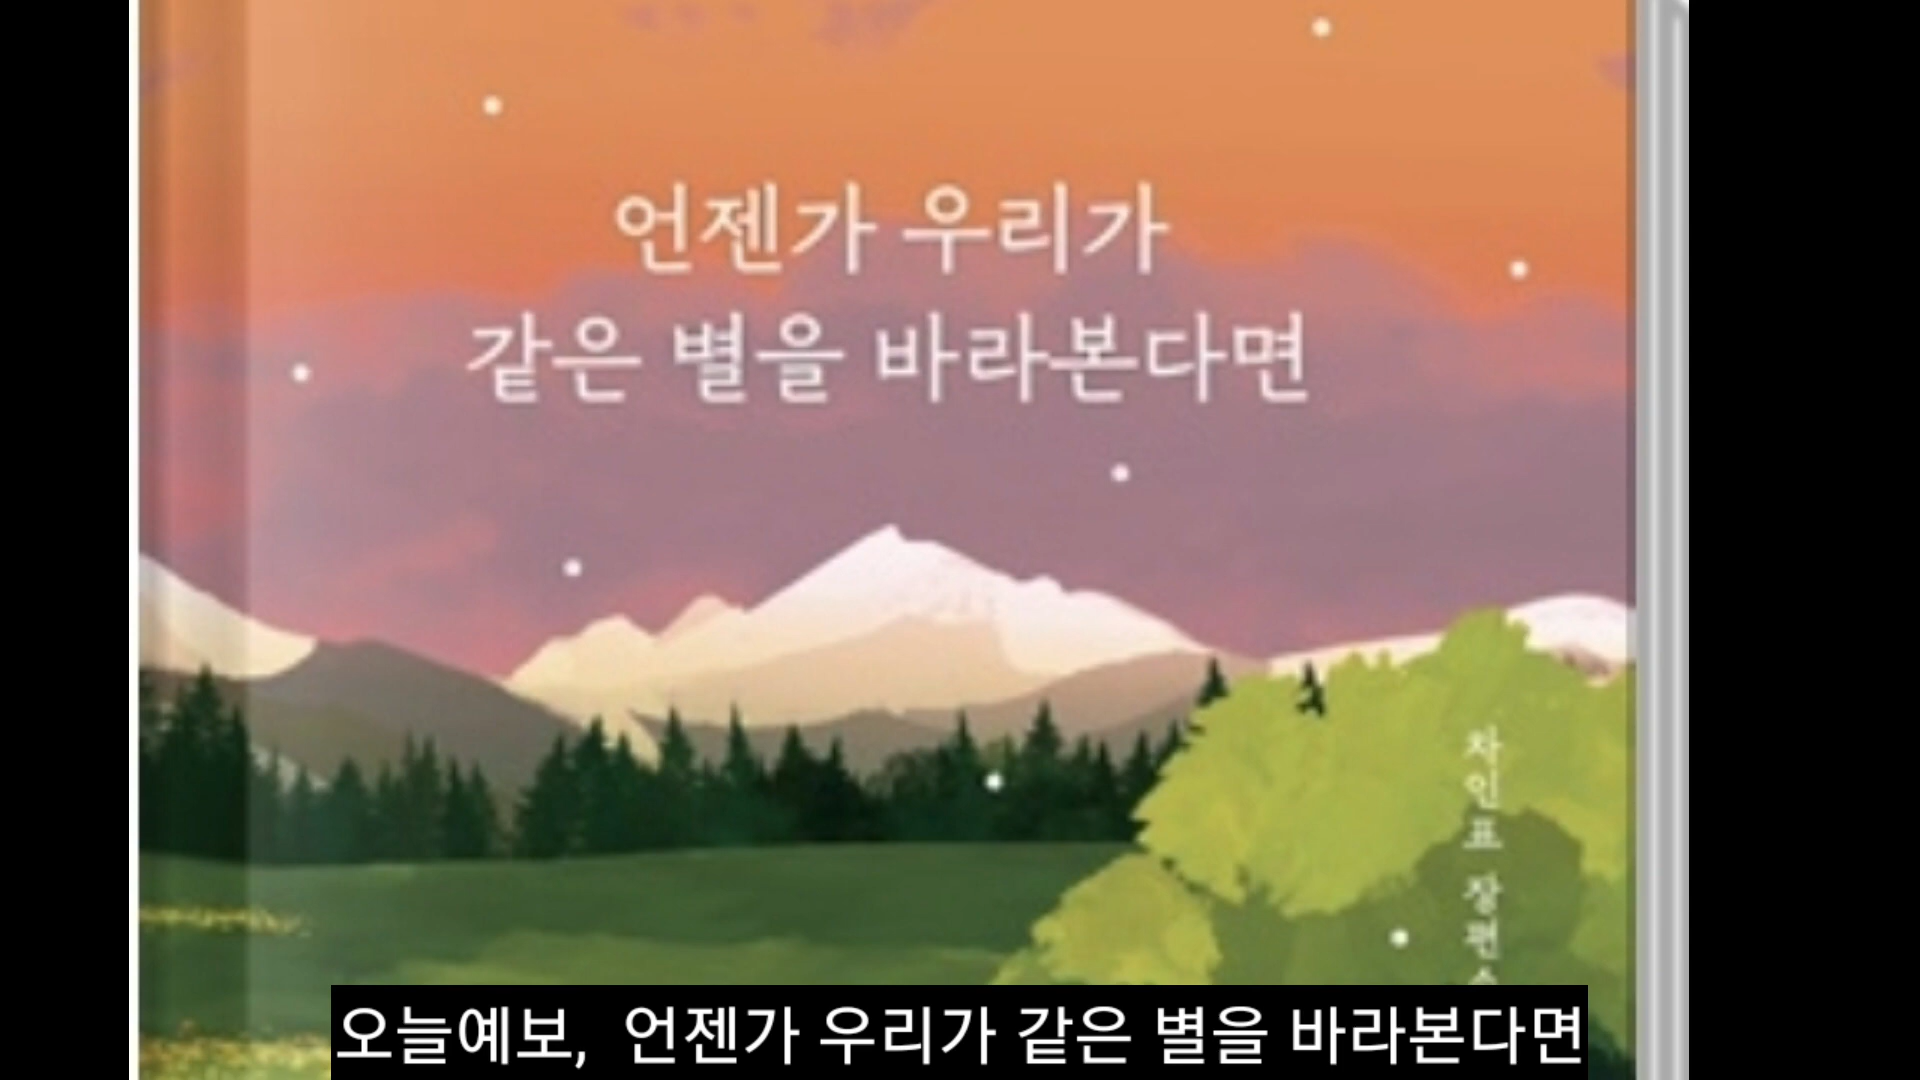 언젠가 우리가
같은 별을 바라본다면
차인표 장편소
오늘예보, 언젠가 우리가 같은 별을 바라본다면